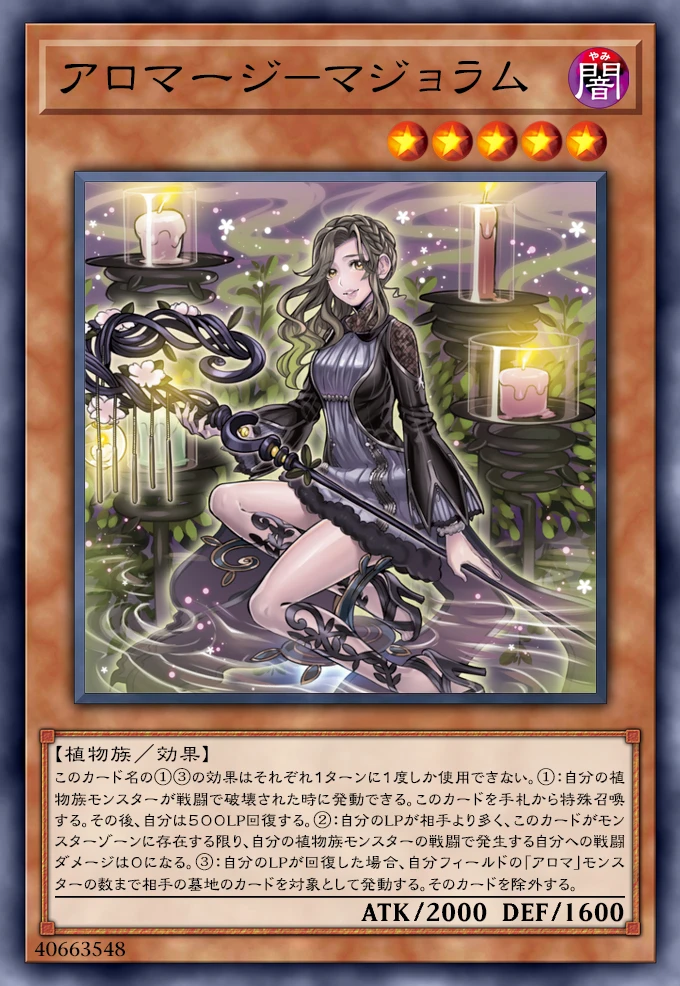 アロマージ－マジョラム
やみ
闇
【植物族／効果】
このカード名の①③の効果はそれぞれ1ターンに1度しか使用できない。①：自分の植
物族モンスターが戦闘で破壊された時に発動できる。このカードを手札から特殊召喚
する。その後、自分は500LP回復する。②：自分のLPが相手より多く、このカードがモン
スターゾーンに存在する限り、自分の植物族モンスターの戦闘で発生する自分への戦闘
ダメージは0になる。③：自分のLPが回復した場合、自分フィールドの「アロマ」モンス
ターの数まで相手の墓地のカードを対象として発動する。そのカードを除外する。
ATK/2000 DEF/1600
40663548